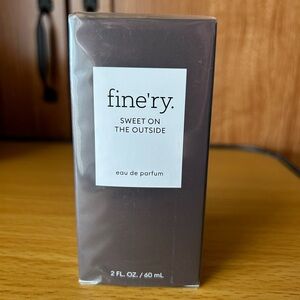 fine'ry.
SWEET ON
THE OUTSIDE
eau de parfum
2 FL. OZ. / 60 mL